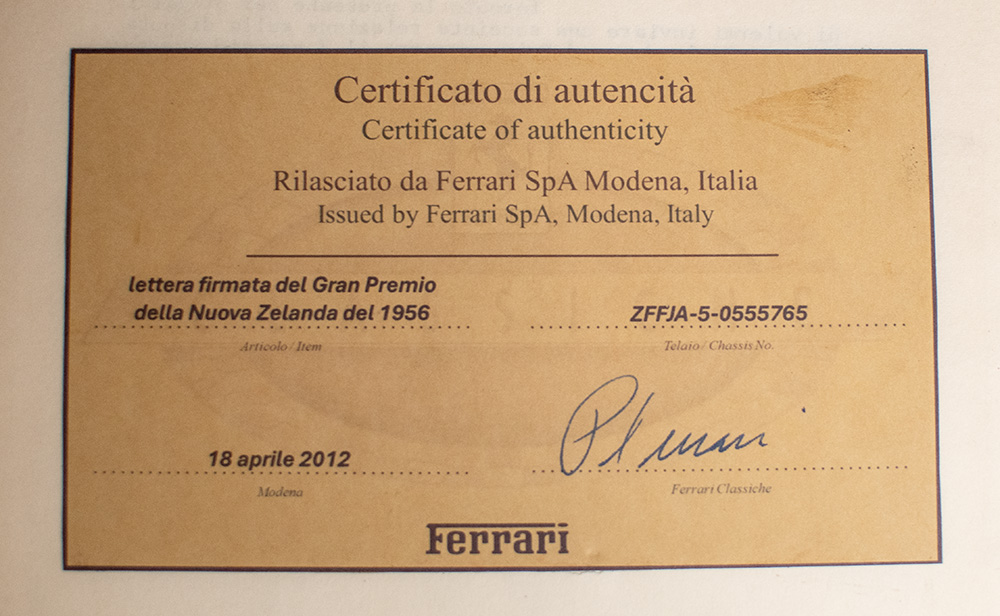 Certificato di autencità
Certificate of authenticity
Rilasciato da Ferrari SpA Modena, Italia
Issued by Ferrari SpA, Modena, Italy
lettera firmata del Gran Premio
della Nuova Zelanda del 1956
Articolo / Item
ZFFJA-5-0555765
Telaio / Chassis No.
18 aprile 2012
Modena
Ferrari Classiche
Ferrari